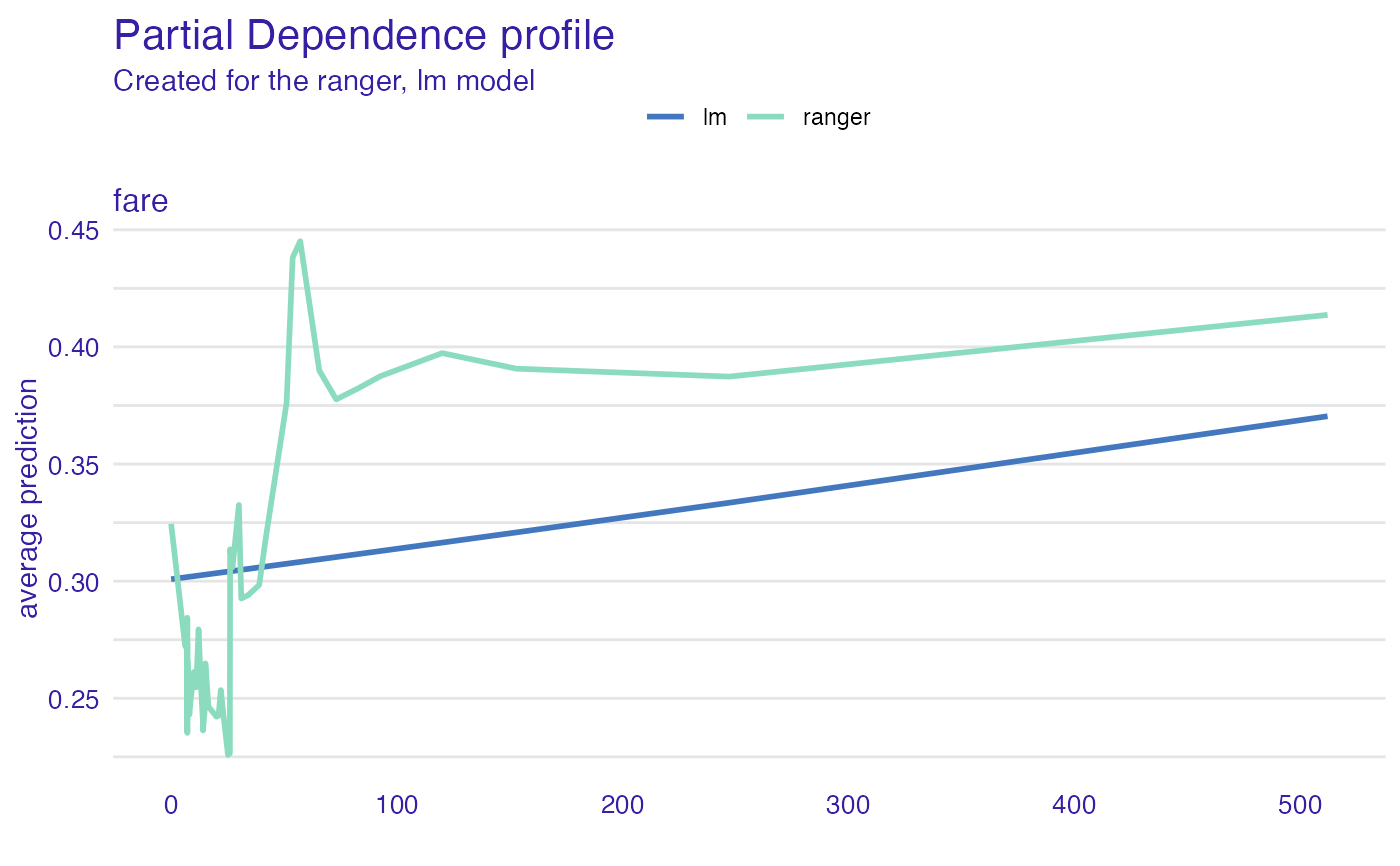 Partial Dependence profile
Created for the ranger, lm model
lm ranger
fare
average prediction
0.45
0.40
0.35
0.30
0.25
0 100 200 300 400 500